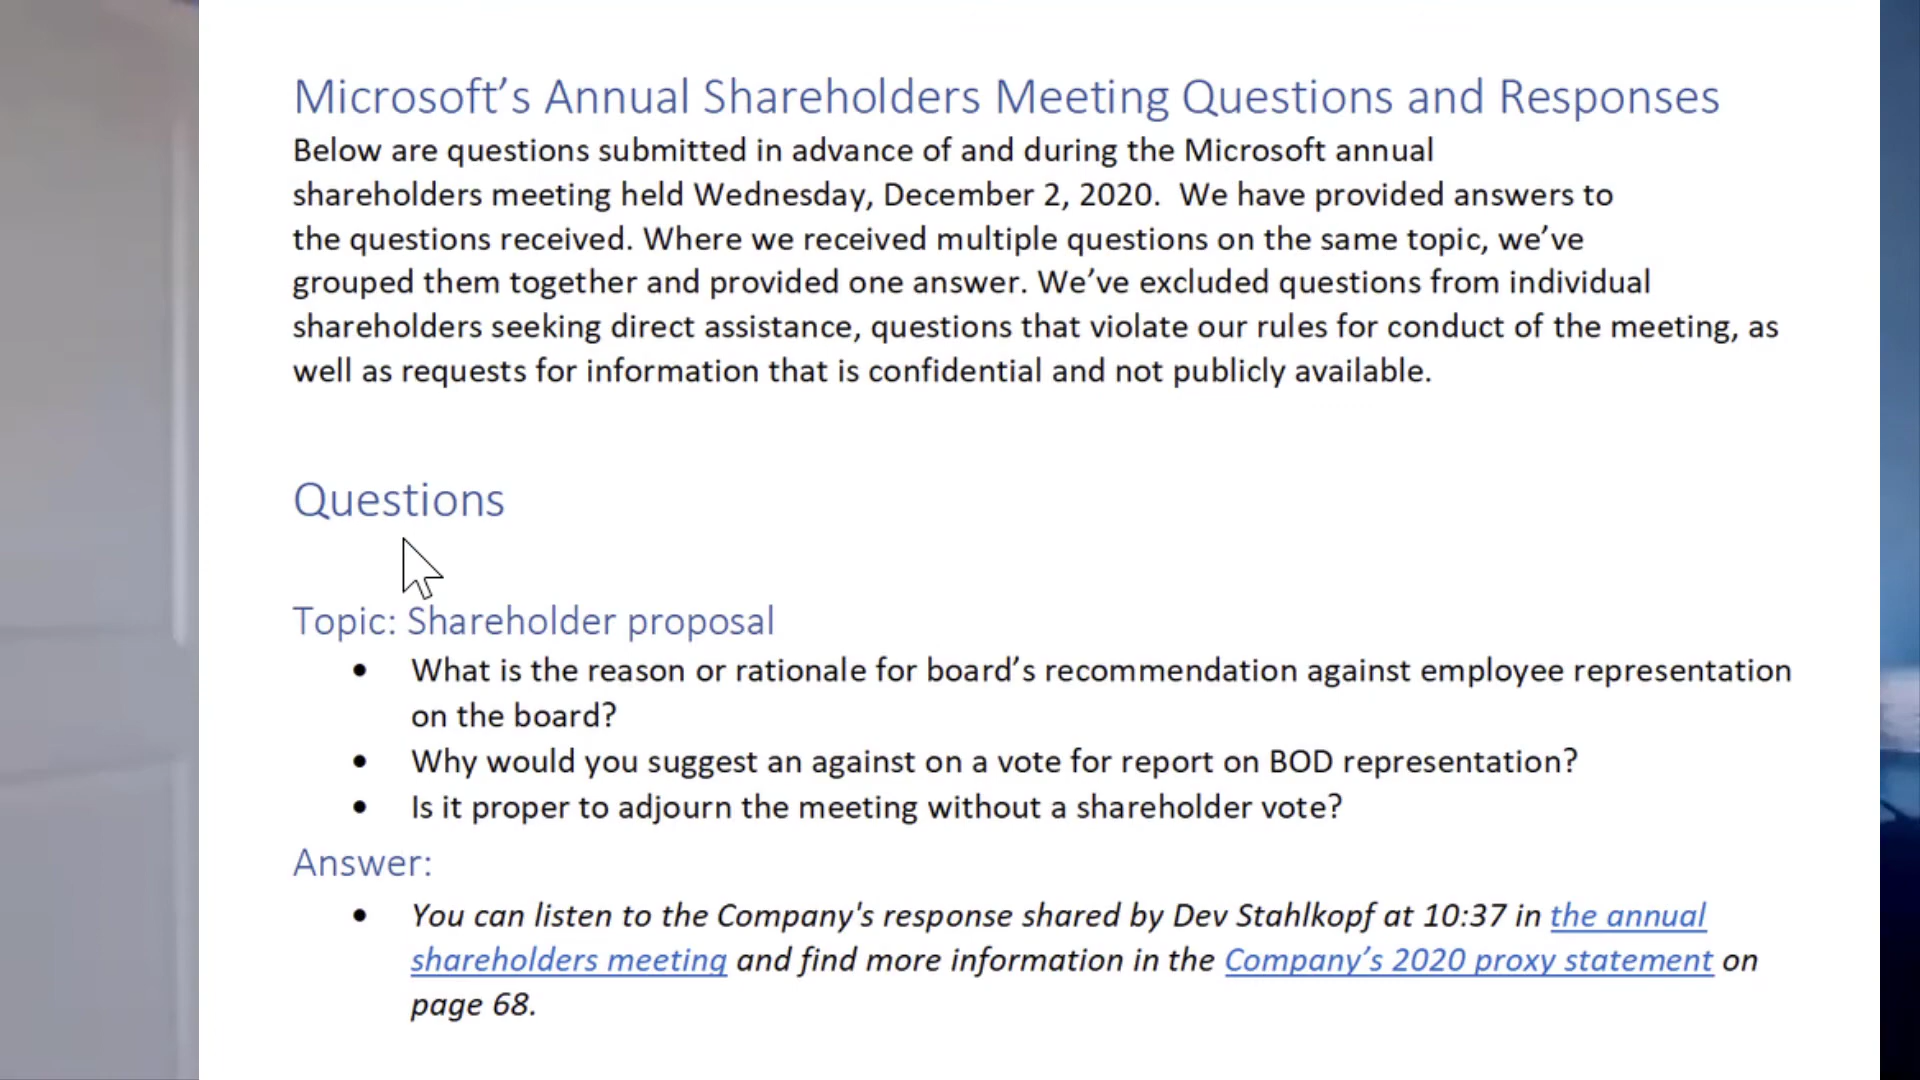 Microsoft’s Annual Shareholders Meeting Questions and Responses
Below are questions submitted in advance of and during the Microsoft annual
shareholders meeting held Wednesday, December 2, 2020.  We have provided answers to
the questions received. Where we received multiple questions on the same topic, we’ve
grouped them together and provided one answer. We’ve excluded questions from individual
shareholders seeking direct assistance, questions that violate our rules for conduct of the meeting, as
well as requests for information that is confidential and not publicly available.
Questions
Topic: Shareholder proposal
• What is the reason or rationale for board’s recommendation against employee representation
on the board?
• Why would you suggest an against on a vote for report on BOD representation?
• Is it proper to adjourn the meeting without a shareholder vote?
Answer:
• You can listen to the Company's response shared by Dev Stahlkopf at 10:37 in the annual
shareholders meeting and find more information in the Company’s 2020 proxy statement on
page 68.